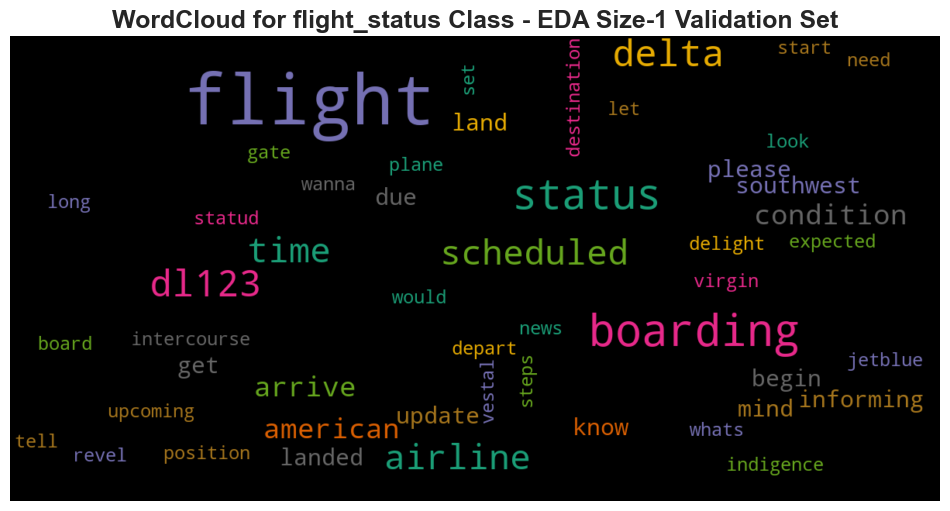 WordCloud for flight_status Class - EDA Size-1 Validation Set
flight
set
destination
delta
start
need
land
let
gate
plane
look
wanna
due
please
southwest
long
status
condition
statud
time
scheduled
delight
expected
dl123
would
virgin
board
intercourse
news
boarding
get
depart
jetblue
arrive
vestal
steps
begin
informing
upcoming
update
mind
tell
american
know
whats
revel
position
landed
airline
indigence